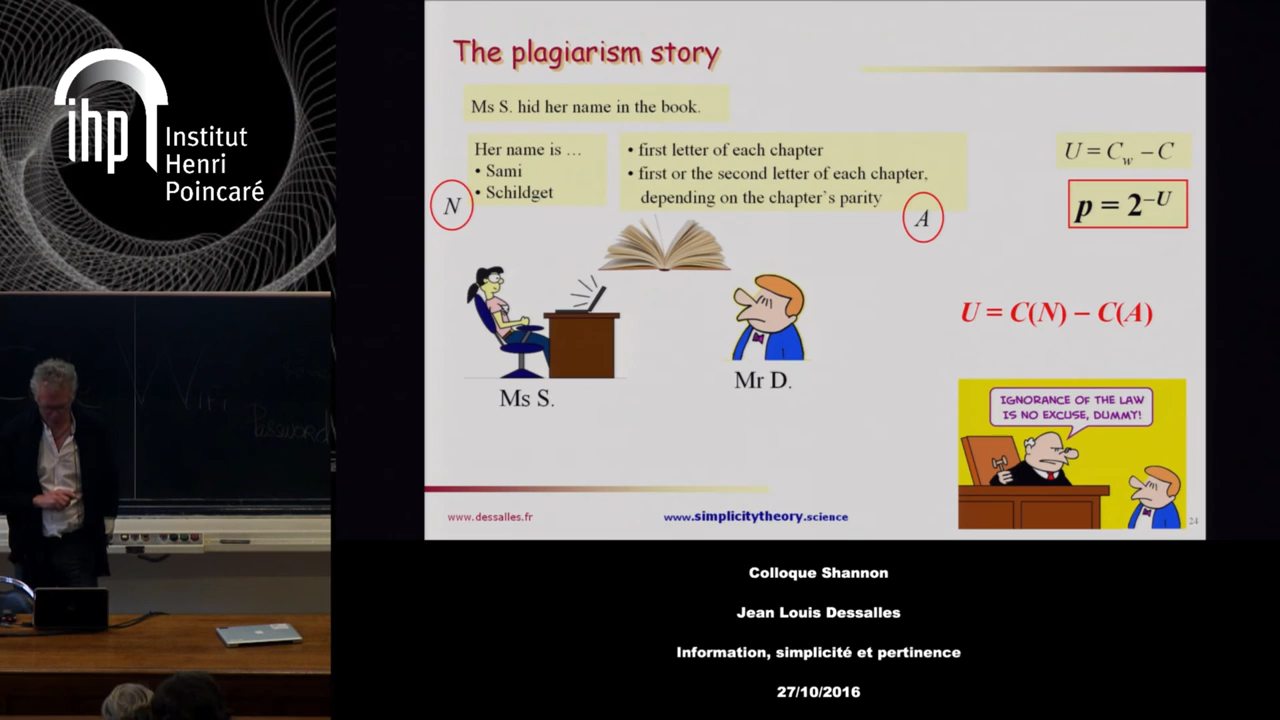 ihp
Institut
Henri
Poincaré
The plagiarism story
Ms S. hid her name in the book.
Her name is …
• Sami
• Schildget
N
• first letter of each chapter
• first or the second letter of each chapter,
depending on the chapter's parity
A
U = C_w – C
p = 2^–U
U = C(N) – C(A)
Ms S.
Mr D.
IGNORANCE OF THE LAW
IS NO EXCUSE, DUMMY!
www.dessalles.fr
www.simplicitytheory.science
24
Password
Colloque Shannon
Jean Louis Dessalles
Information, simplicité et pertinence
27/10/2016